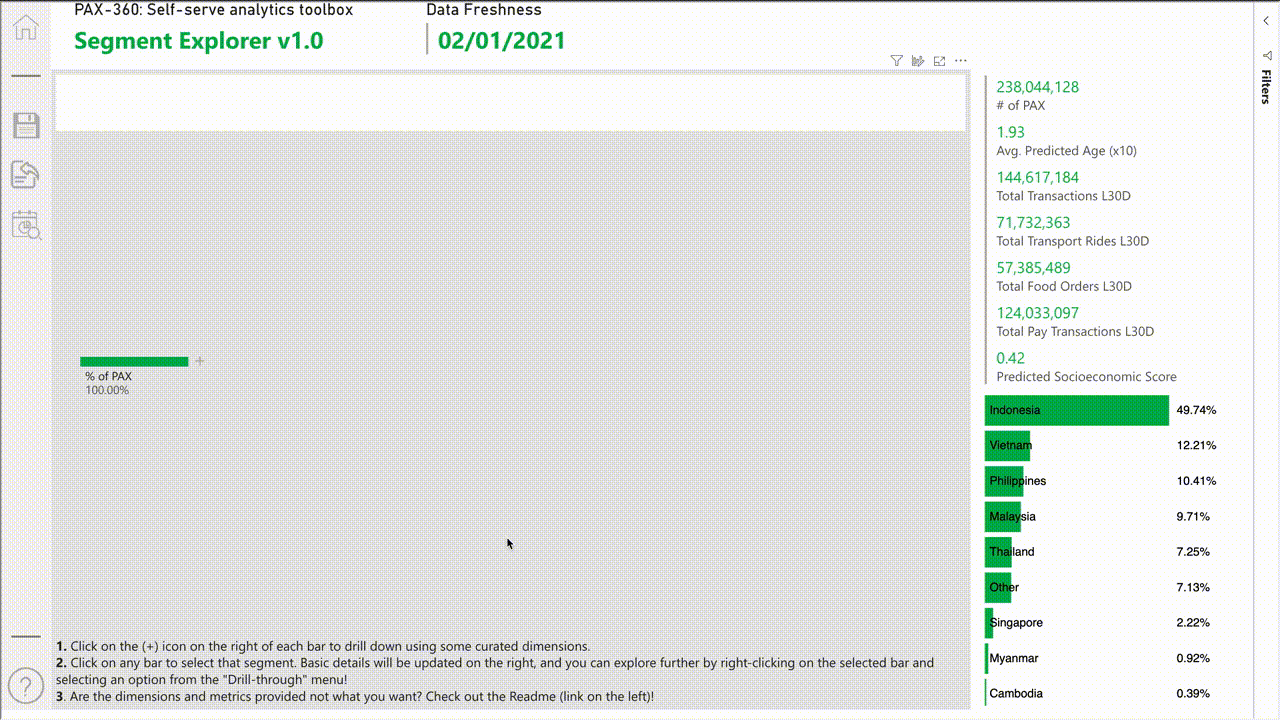 PAX-360: Self-serve analytics toolbox
Data Freshness
Segment Explorer v1.0
02/01/2021
Filters
238,044,128
# of PAX
1.93
Avg. Predicted Age (x10)
144,617,184
Total Transactions L30D
71,732,363
Total Transport Rides L30D
57,385,489
Total Food Orders L30D
124,033,097
Total Pay Transactions L30D
0.42
Predicted Socioeconomic Score
% of PAX
100.00%
Indonesia 49.74%
Vietnam 12.21%
Philippines 10.41%
Malaysia 9.71%
Thailand 7.25%
Other 7.13%
Singapore 2.22%
Myanmar 0.92%
Cambodia 0.39%
1. Click on the (+) icon on the right of each bar to drill down using some curated dimensions.
2. Click on any bar to select that segment. Basisdetails will be updated on the right, and you can explore further by right-clicking on the selected bar and
selecting an option from the "Drill-through" menu!
3. Are the dimensions and metrics provided not what you want? Check out the Readme (link on the left)!